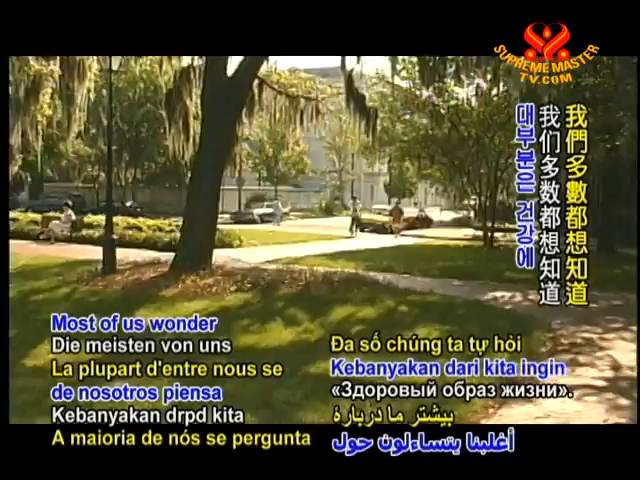 SUPREME MASTER
TV.COM
我們多數都想知道
我们多数都想知道
대부분은 건강에
Most of us wonder
Die meisten von uns
La plupart d'entre nous se
de nosotros piensa
Kebanyakan drpd kita
A maioria de nós se pergunta
Đa số chúng ta tự hỏi
Kebanyakan dari kita ingin
«Здоровый образ жизни».
بیشتر ما دربارهٔ
أغلبنا يتساءلون حول